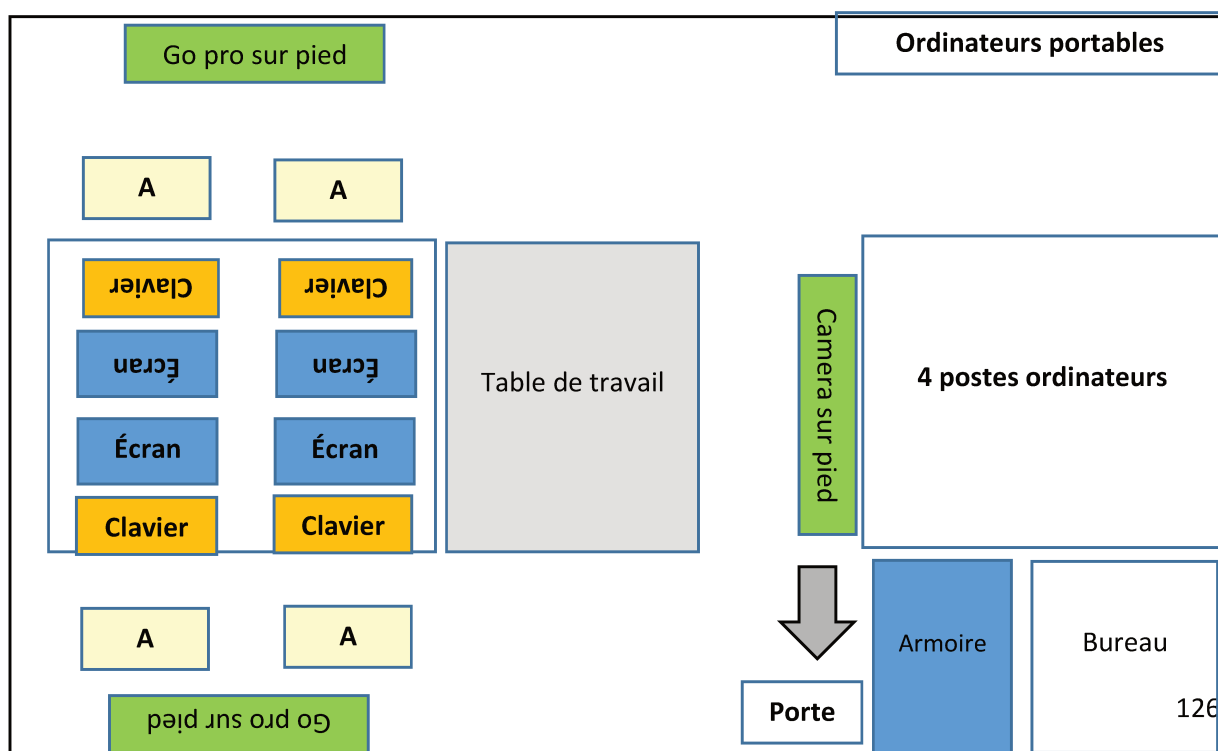 Go pro sur pied
Ordinateurs portables
A
A
Clavier
Clavier
Écran
Écran
Écran
Écran
Clavier
Clavier
Table de travail
Camera sur pied
4 postes ordinateurs
A
A
Armoire
Bureau
Porte
126
Go pro sur pied